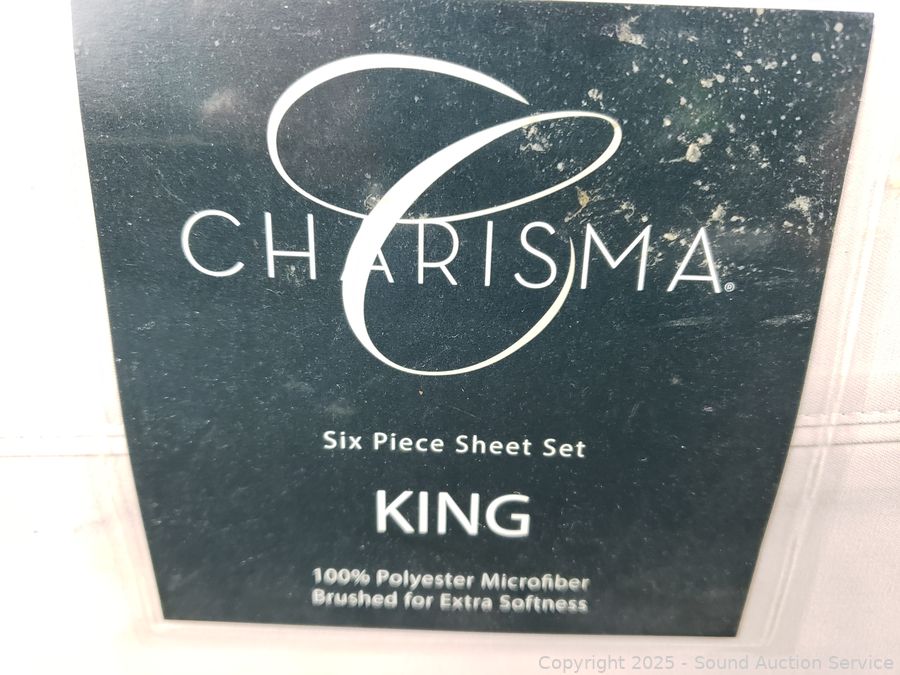 CHARISMA®
Six Piece Sheet Set
KING
100% Polyester Microfiber
Brushed for Extra Softness
Copyright 2025 - Sound Auction Service